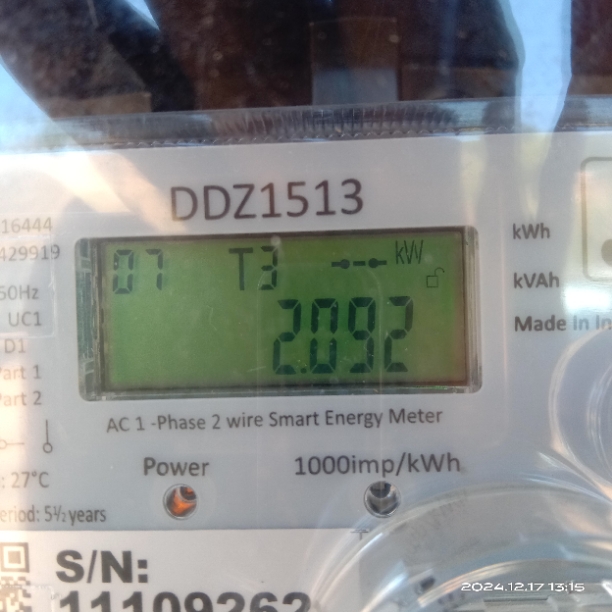 DDZ1513
16444
429919
50Hz
UC1
D1
Part 1
Part 2
: 27°C
eriod: 5½ years
07 T3 kW
2.092
kWh
kVAh
Made In In
AC 1 -Phase 2 wire Smart Energy Meter
Power
1000imp/kWh
S/N:
11109262
2024.12.17 13:15